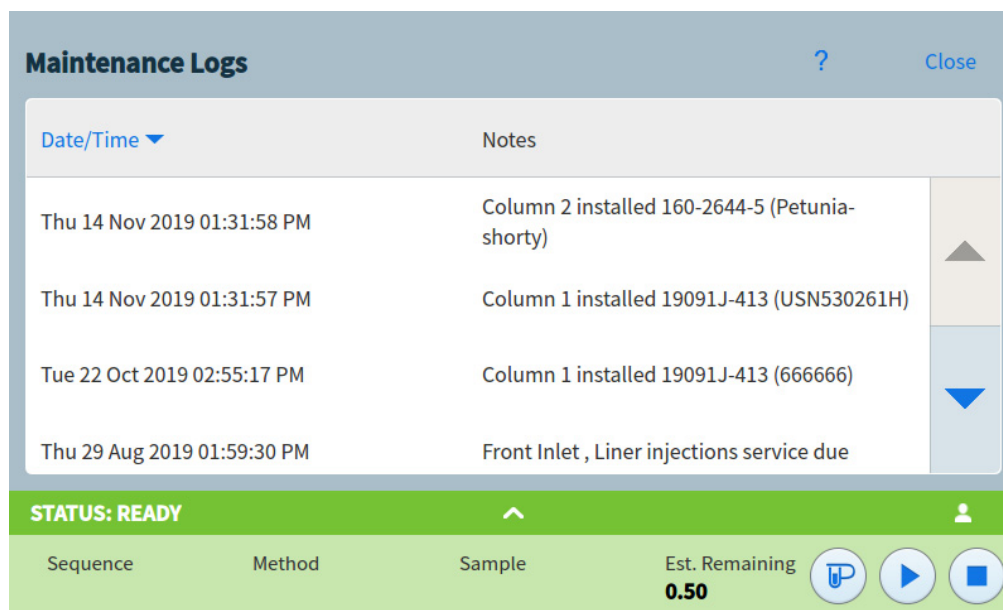 Maintenance Logs ? Close
Date/Time Notes
Thu 14 Nov 2019 01:31:58 PM Column 2 installed 160-2644-5 (Petunia-
shorty)
Thu 14 Nov 2019 01:31:57 PM Column 1 installed 19091J-413 (USN530261H)
Tue 22 Oct 2019 02:55:17 PM Column 1 installed 19091J-413 (666666)
Thu 29 Aug 2019 01:59:30 PM Front Inlet , Liner injections service due
STATUS: READY
Sequence Method Sample Est. Remaining
0.50